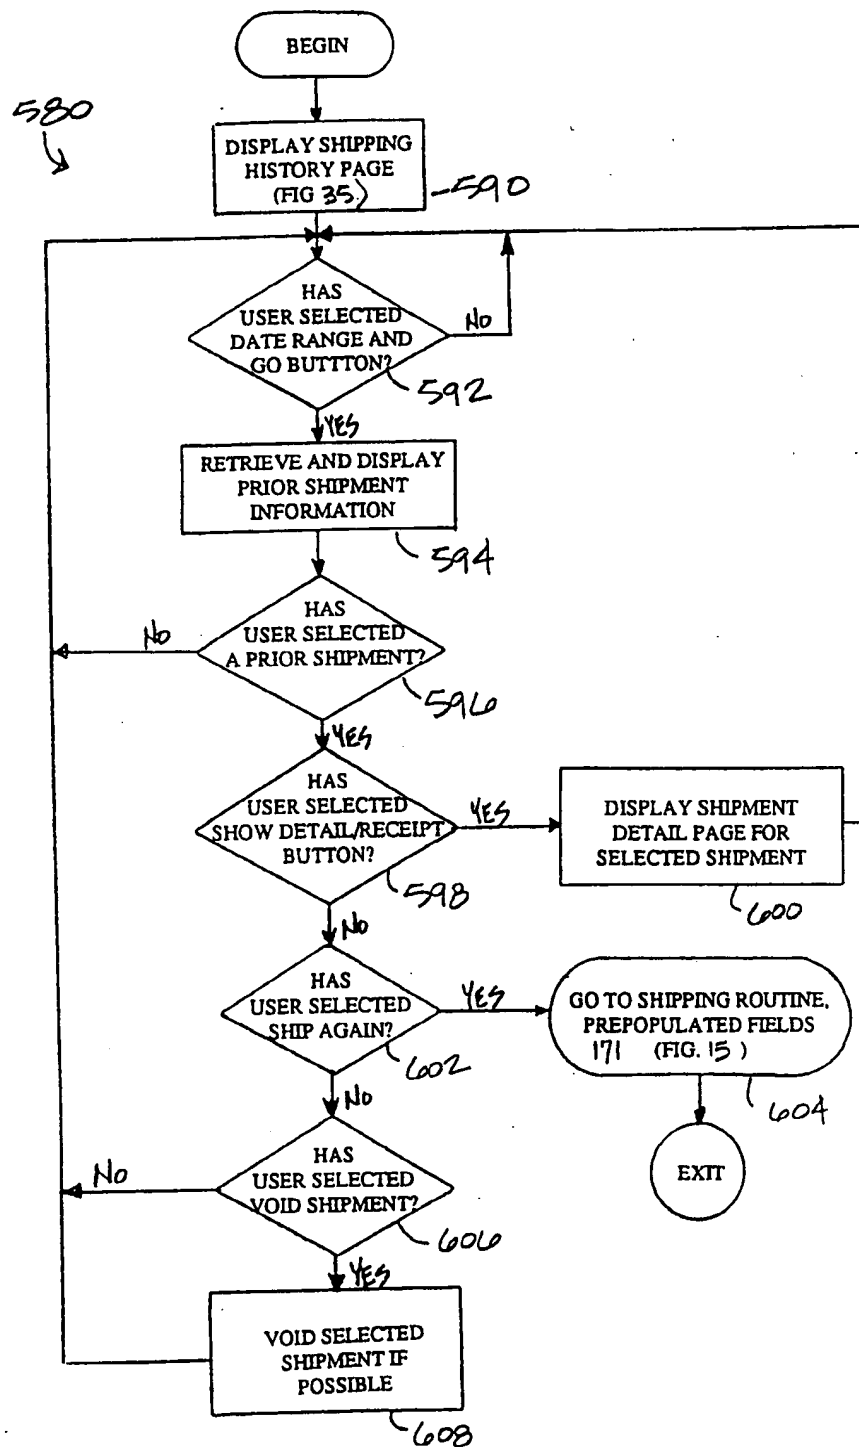 BEGIN
580
DISPLAY SHIPPING
HISTORY PAGE
(FIG 35.)
590
HAS
USER SELECTED
DATE RANGE AND
GO BUTTTON?
No
592
YES
RETRIEVE AND DISPLAY
PRIOR SHIPMENT
INFORMATION
594
HAS
USER SELECTED
A PRIOR SHIPMENT?
No
596
YES
HAS
USER SELECTED
SHOW DETAIL/RECEIPT
BUTTON?
YES
598
DISPLAY SHIPMENT
DETAIL PAGE FOR
SELECTED SHIPMENT
600
No
HAS
USER SELECTED
SHIP AGAIN?
YES
602
GO TO SHIPPING ROUTINE,
PREPOPULATED FIELDS
171 (FIG. 15)
604
EXIT
No
HAS
USER SELECTED
VOID SHIPMENT?
No
606
YES
VOID SELECTED
SHIPMENT IF
POSSIBLE
608